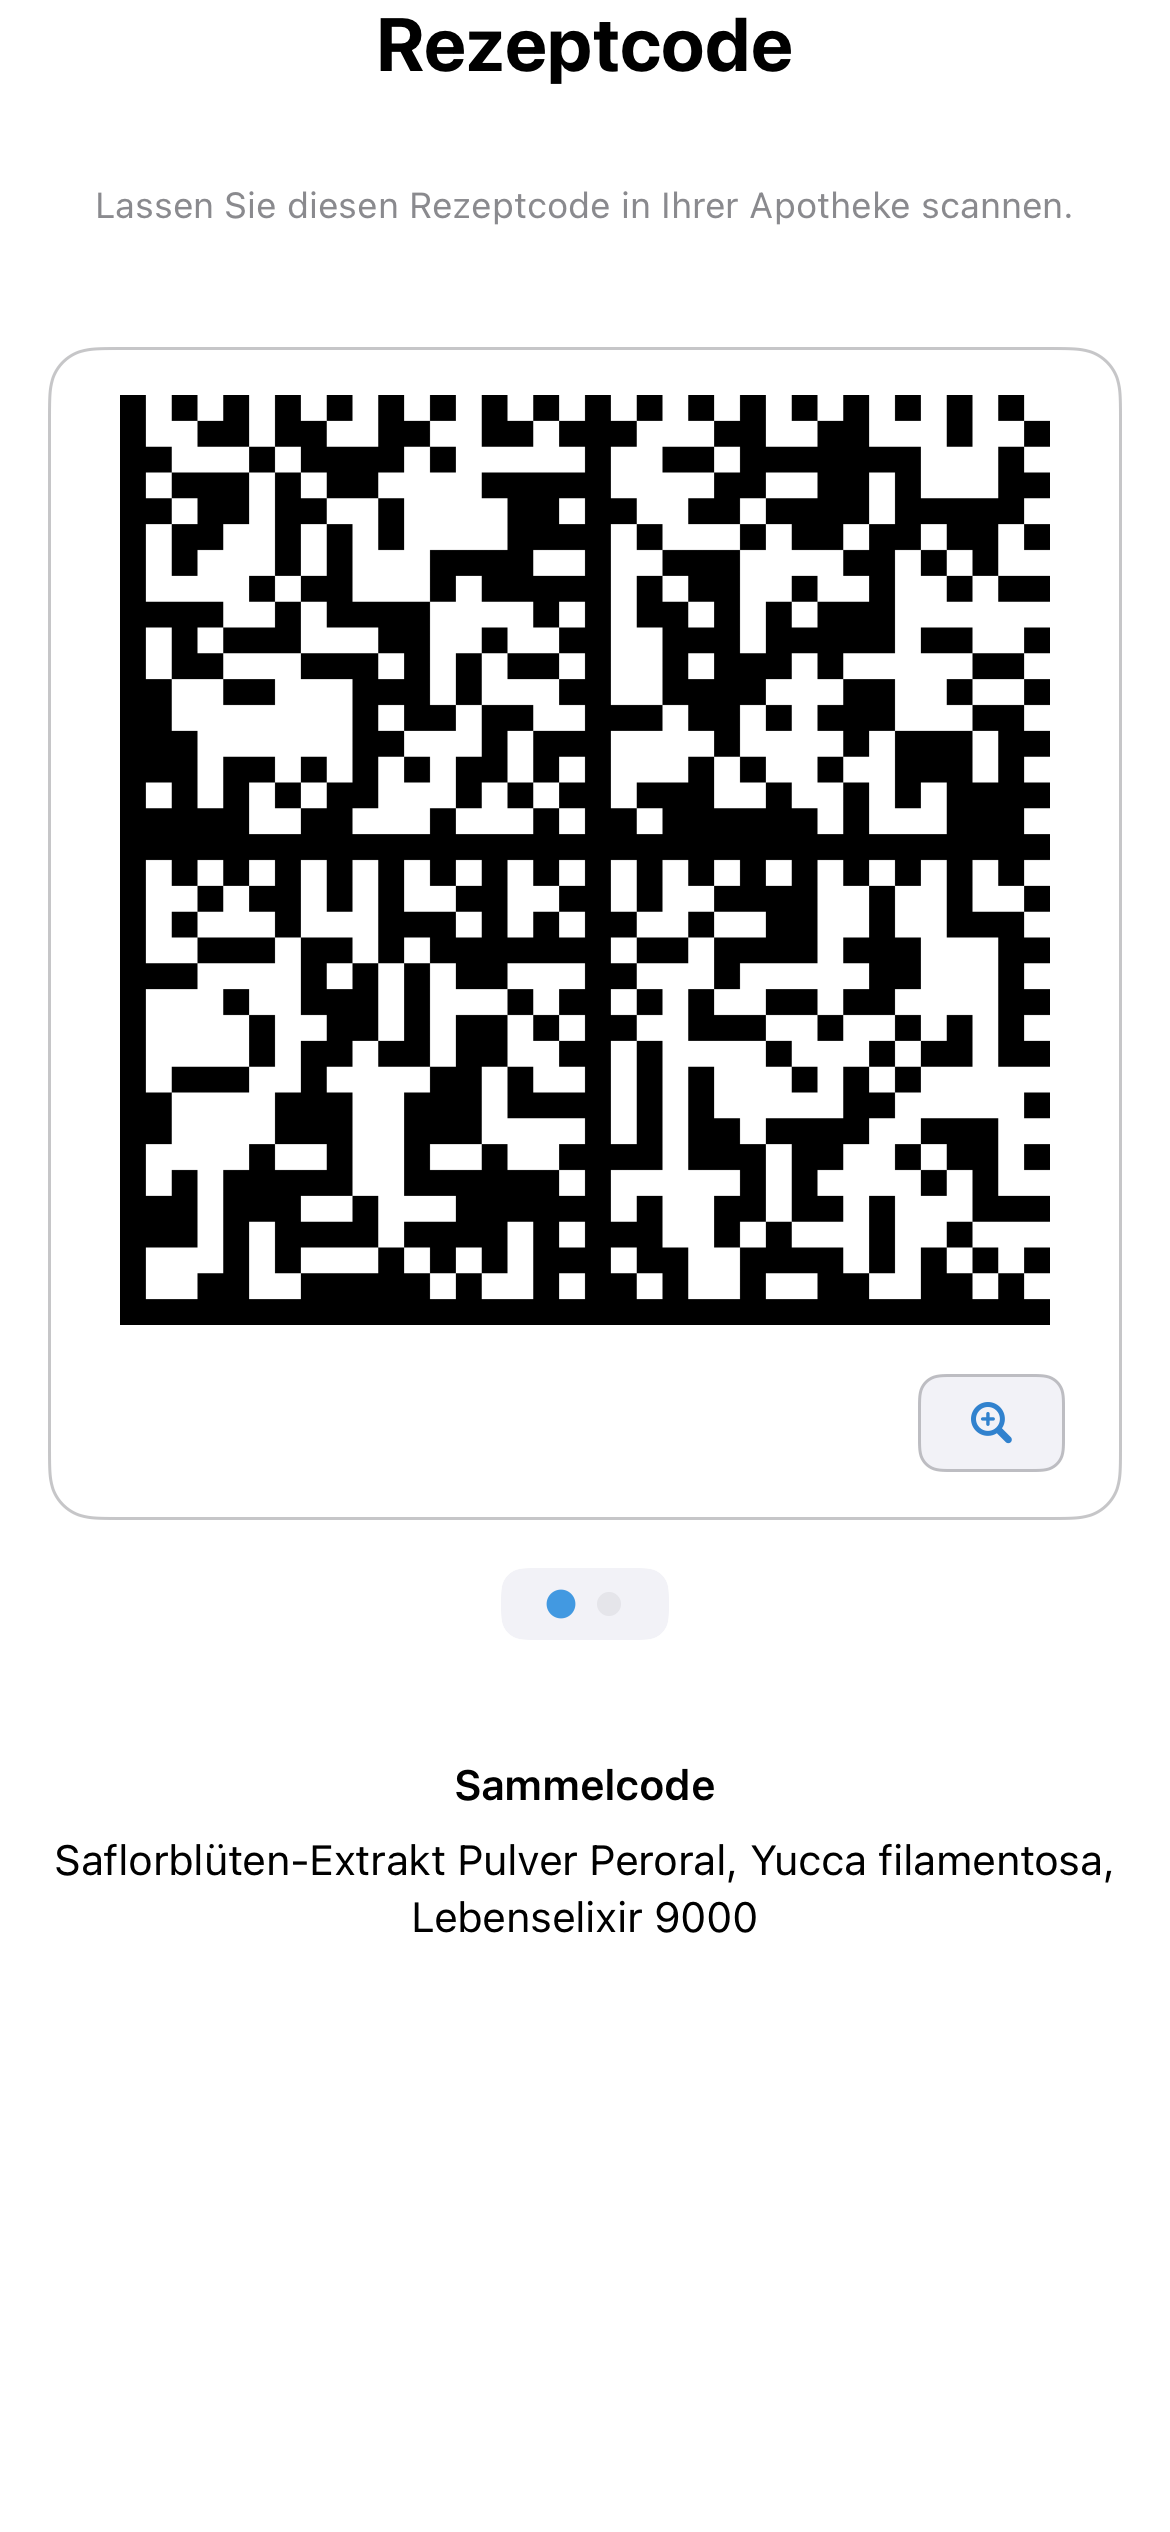 Rezeptcode
Lassen Sie diesen Rezeptcode in Ihrer Apotheke scannen.
Sammelcode
Saflorblüten-Extrakt Pulver Peroral, Yucca filamentosa,
Lebenselixir 9000